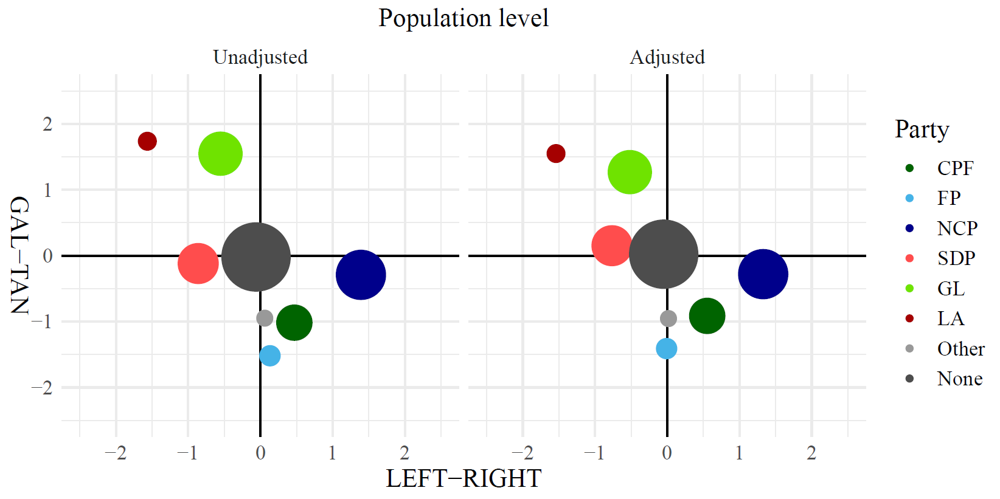 Population level
Unadjusted
Adjusted
GAL−TAN
2
1
0
−1
−2
−2 −1 0 1 2
−2 −1 0 1 2
LEFT−RIGHT
Party
CPF
FP
NCP
SDP
GL
LA
Other
None